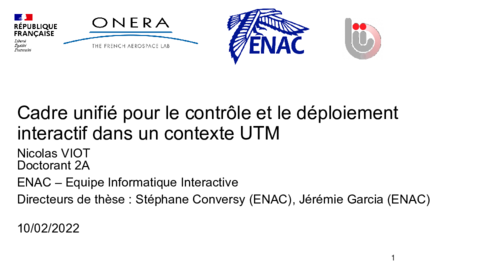 RÉPUBLIQUE
FRANÇAISE
Liberté
Égalité
Fraternité
ONERA
THE FRENCH AEROSPACE LAB
ENAC
Cadre unifié pour le contrôle et le déploiement
interactif dans un contexte UTM
Nicolas VIOT
Doctorant 2A
ENAC – Equipe Informatique Interactive
Directeurs de thèse : Stéphane Conversy (ENAC), Jérémie Garcia (ENAC)
10/02/2022
1